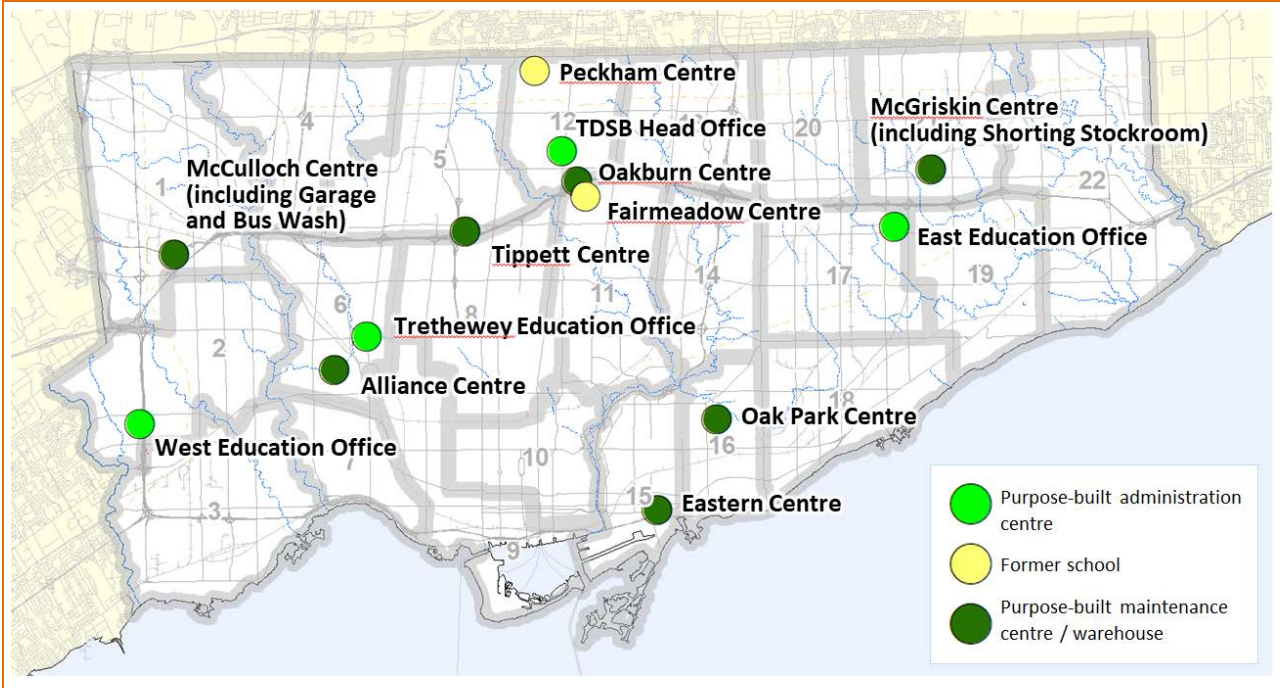 Peckham Centre
TDSB Head Office
McGriskin Centre
(including Shorting Stockroom)
4
12
20
5
Oakburn Centre
McCulloch Centre
(including Garage
and Bus Wash)
1
22
Fairmeadow Centre
East Education Office
Tippett Centre
14
17
19
11
6
8
Trethewey Education Office
2
Alliance Centre
18
Oak Park Centre
16
West Education Office
7
10
15
Eastern Centre
3
9
Purpose-built administration
centre
Former school
Purpose-built maintenance
centre / warehouse